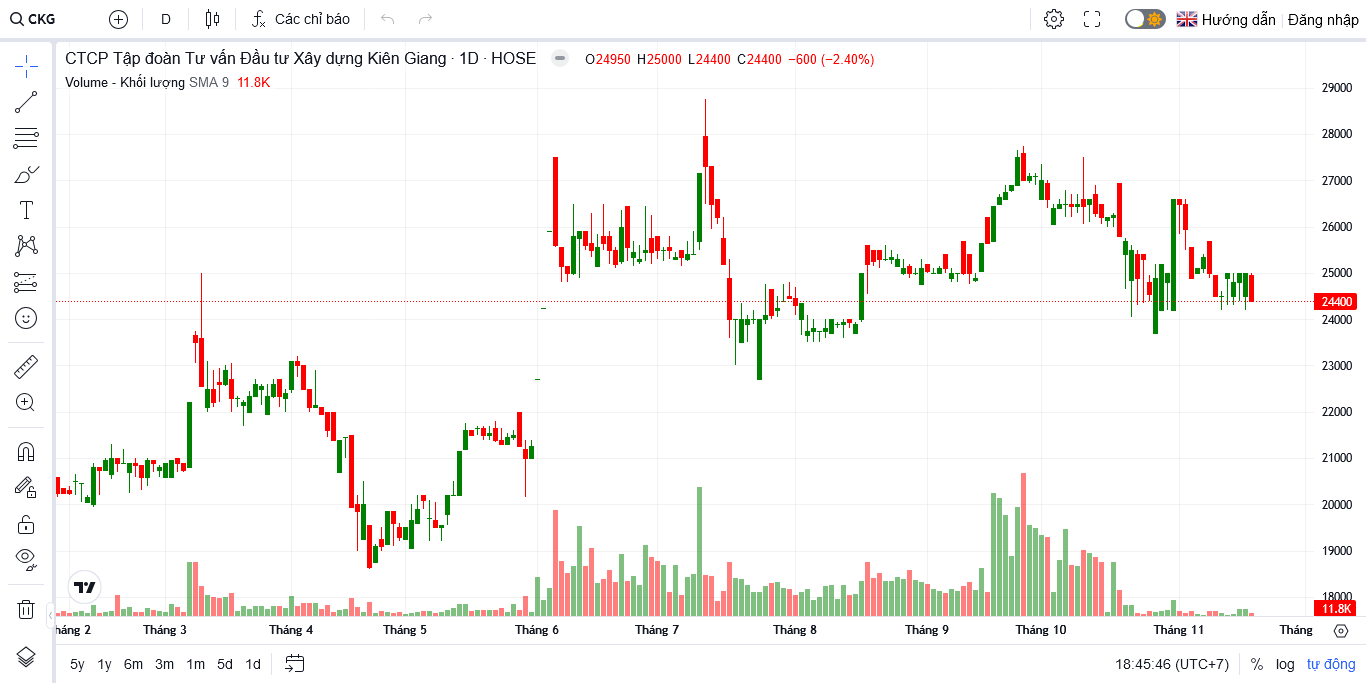 CKG D Các chỉ báo Hướng dẫn Đăng nhập
CTCP Tập đoàn Tư vấn Đầu tư Xây dựng Kiên Giang · 1D · HOSE O24950 H25000 L24400 C24400 −600 (−2.40%)
Volume - Khối lượng SMA 9 11.8K
29000
28000
27000
26000
25000
24400
24000
23000
22000
21000
20000
19000
18000
11.8K
háng 2 Tháng 3 Tháng 4 Tháng 5 Tháng 6 Tháng 7 Tháng 8 Tháng 9 Tháng 10 Tháng 11 Tháng
5y 1y 6m 3m 1m 5d 1d 18:45:46 (UTC+7) % log tự động